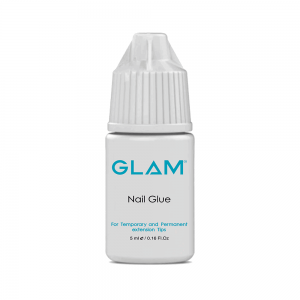 GLAM®
Nail Glue
For Temporary and Permanent
extension Tips
5 ml ℮ / 0.16 Fl.Oz